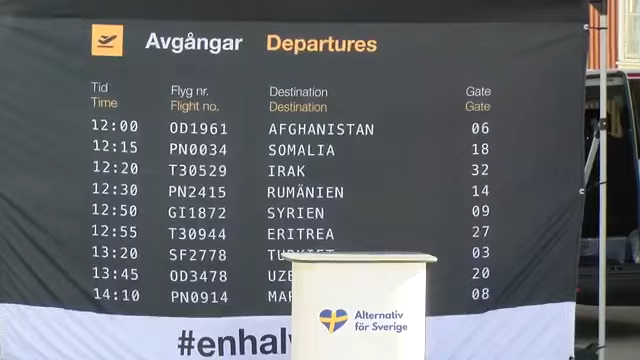 Avgångar Departures
Tid Flyg nr. Destination Gate
Time Flight no. Destination Gate
12:00 OD1961 AFGHANISTAN 06
12:15 PN0034 SOMALIA 18
12:20 T30529 IRAK 32
12:30 PN2415 RUMÄNIEN 14
12:50 GI1872 SYRIEN 09
12:55 T30944 ERITREA 27
13:20 SF2778 TURKIET 03
13:45 OD3478 UZE 20
14:10 PN0914 MAR 08
#enhalv
Alternativ
för Sverige